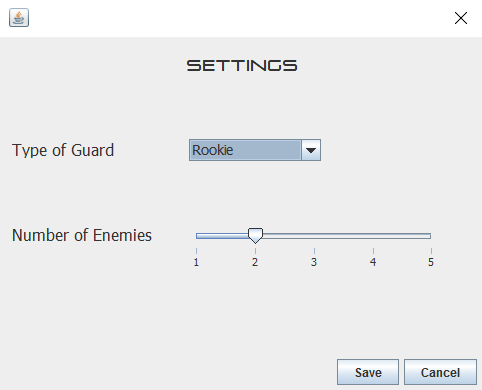 SETTINGS
Type of Guard Rookie
Number of Enemies
1 2 3 4 5
Save Cancel